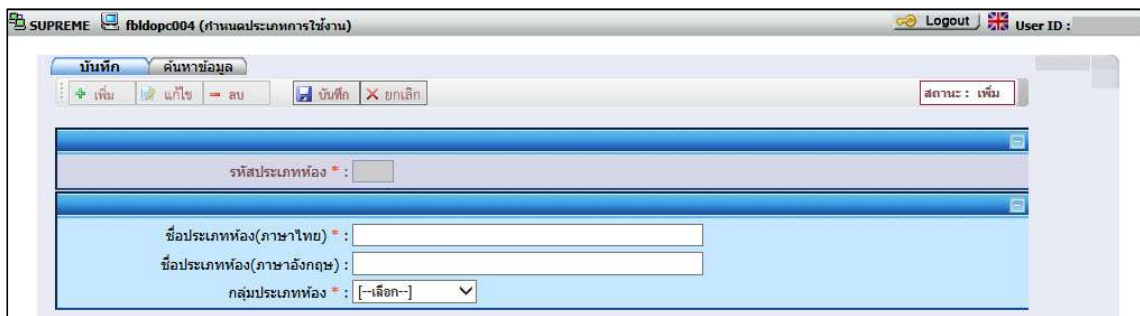 SUPREME fbldopc004 (กำหนดประเภทการใช้งาน) Logout User ID :
บันทึก ค้นหาข้อมูล
เพิ่ม แก้ไข ลบ บันทึก ยกเลิก สถานะ : เพิ่ม
รหัสประเภทห้อง * :
ชื่อประเภทห้อง(ภาษาไทย) * :
ชื่อประเภทห้อง(ภาษาอังกฤษ) :
กลุ่มประเภทห้อง * : [--เลือก--]